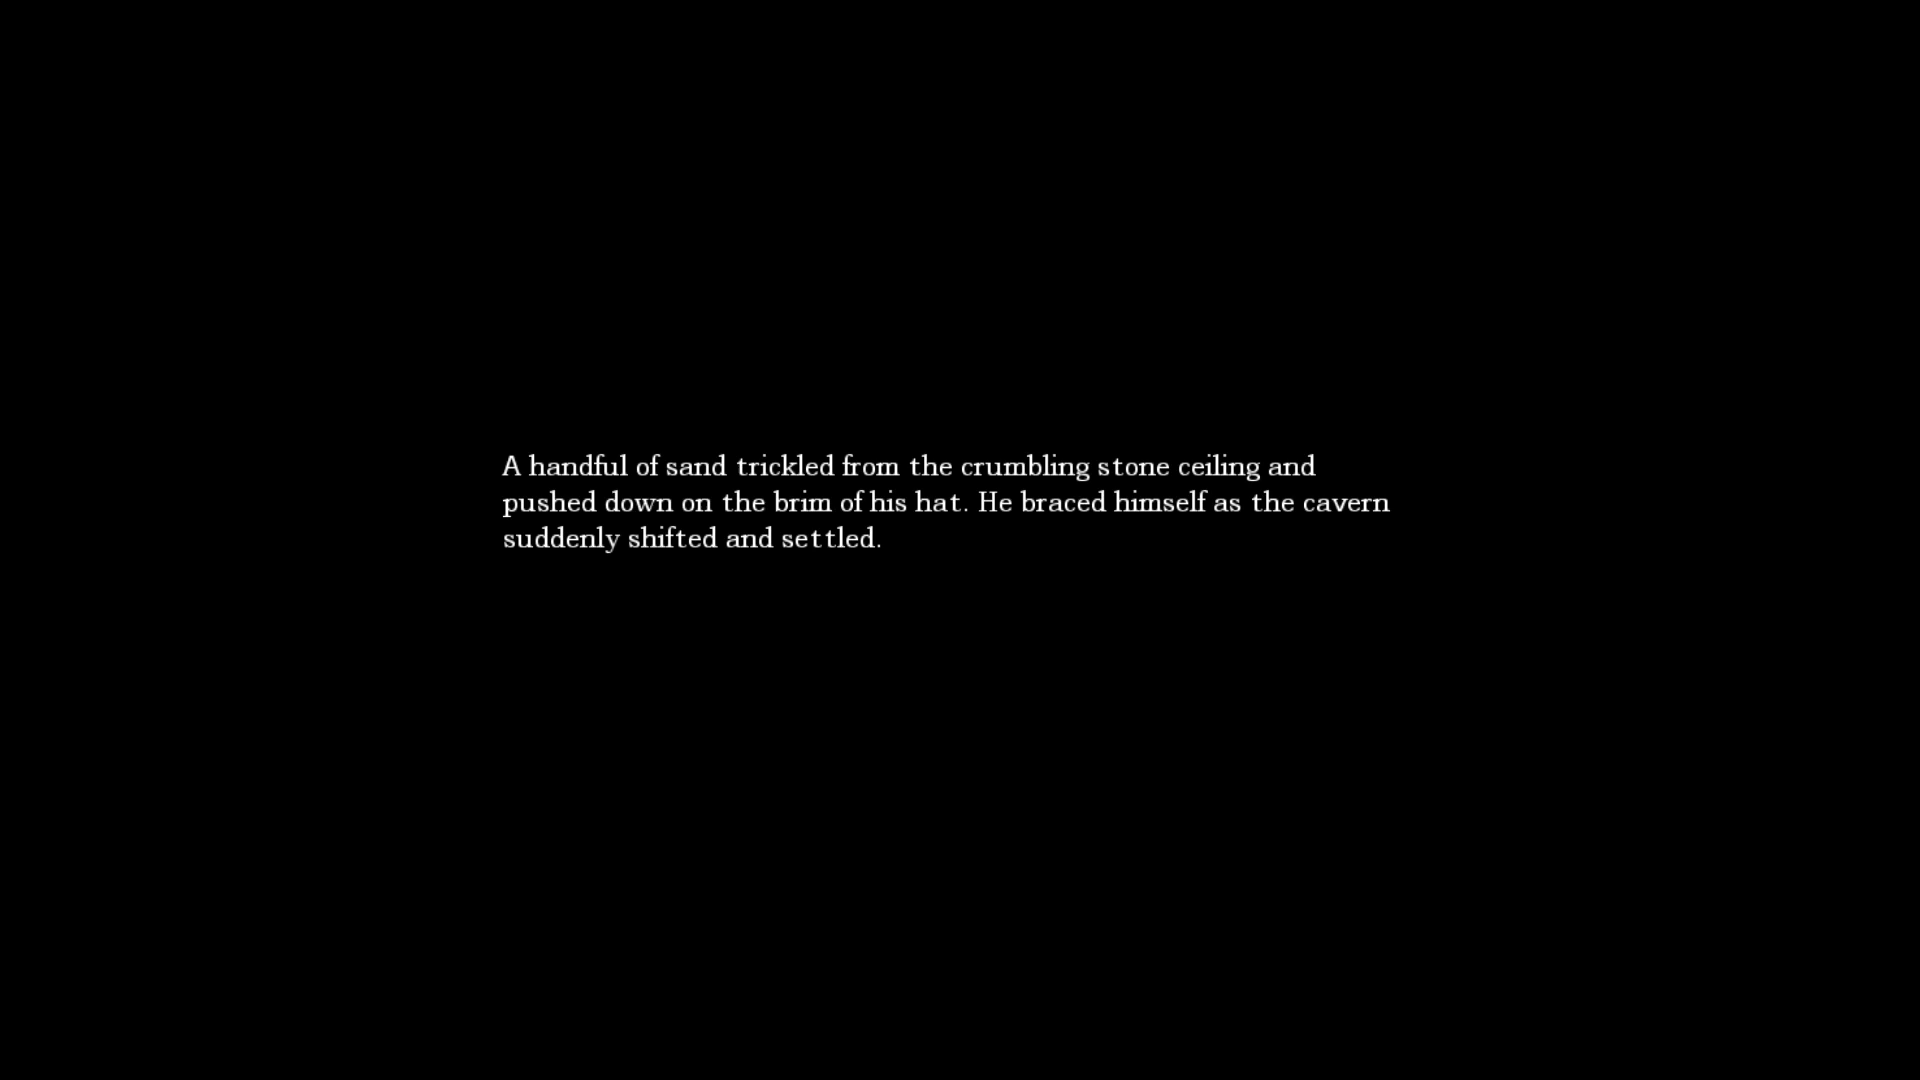 A handful of sand trickled from the crumbling stone ceiling and
pushed down on the brim of his hat. He braced himself as the cavern
suddenly shifted and settled.